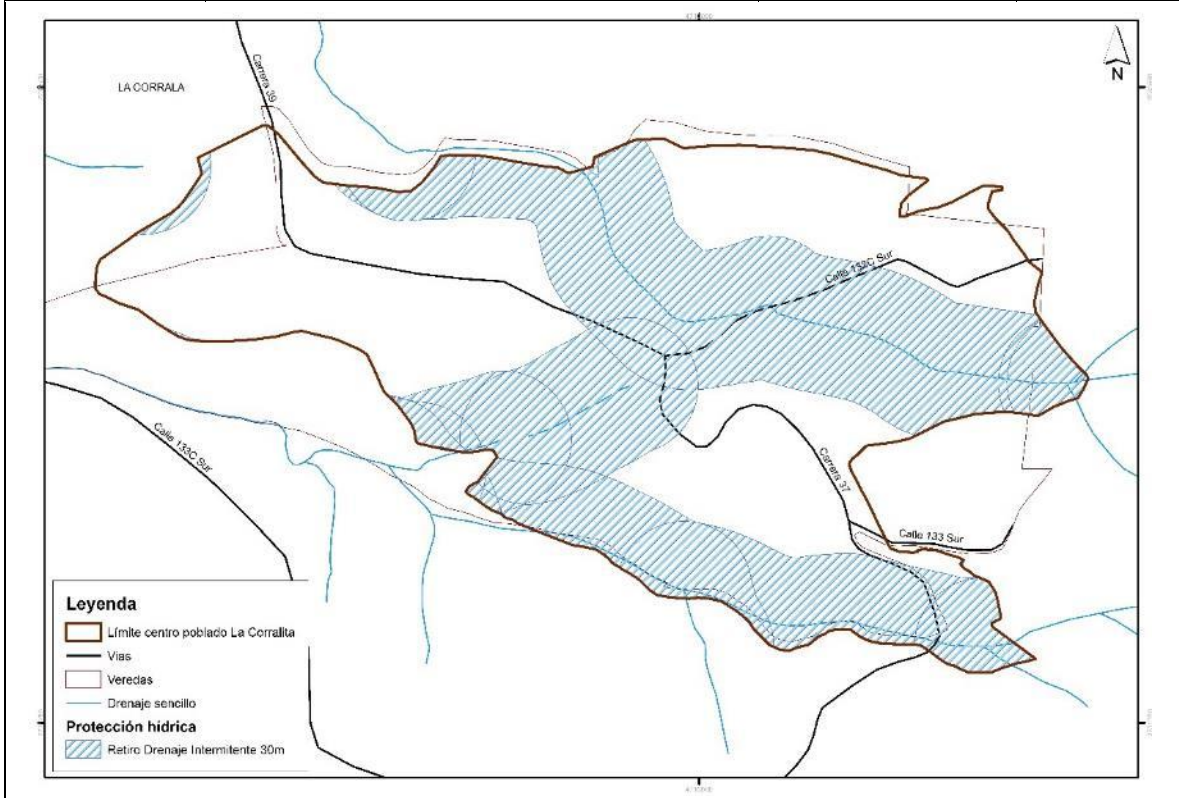 N
LA CORRALA
Carrera 39
Calle 132C Sur
Calle 133C Sur
Carrera 37
Calle 133 Sur
Leyenda
Límite centro poblado La Corralita
Vías
Veredas
Drenaje sencillo
Protección hídrica
Retiro Drenaje Intermitente 30m